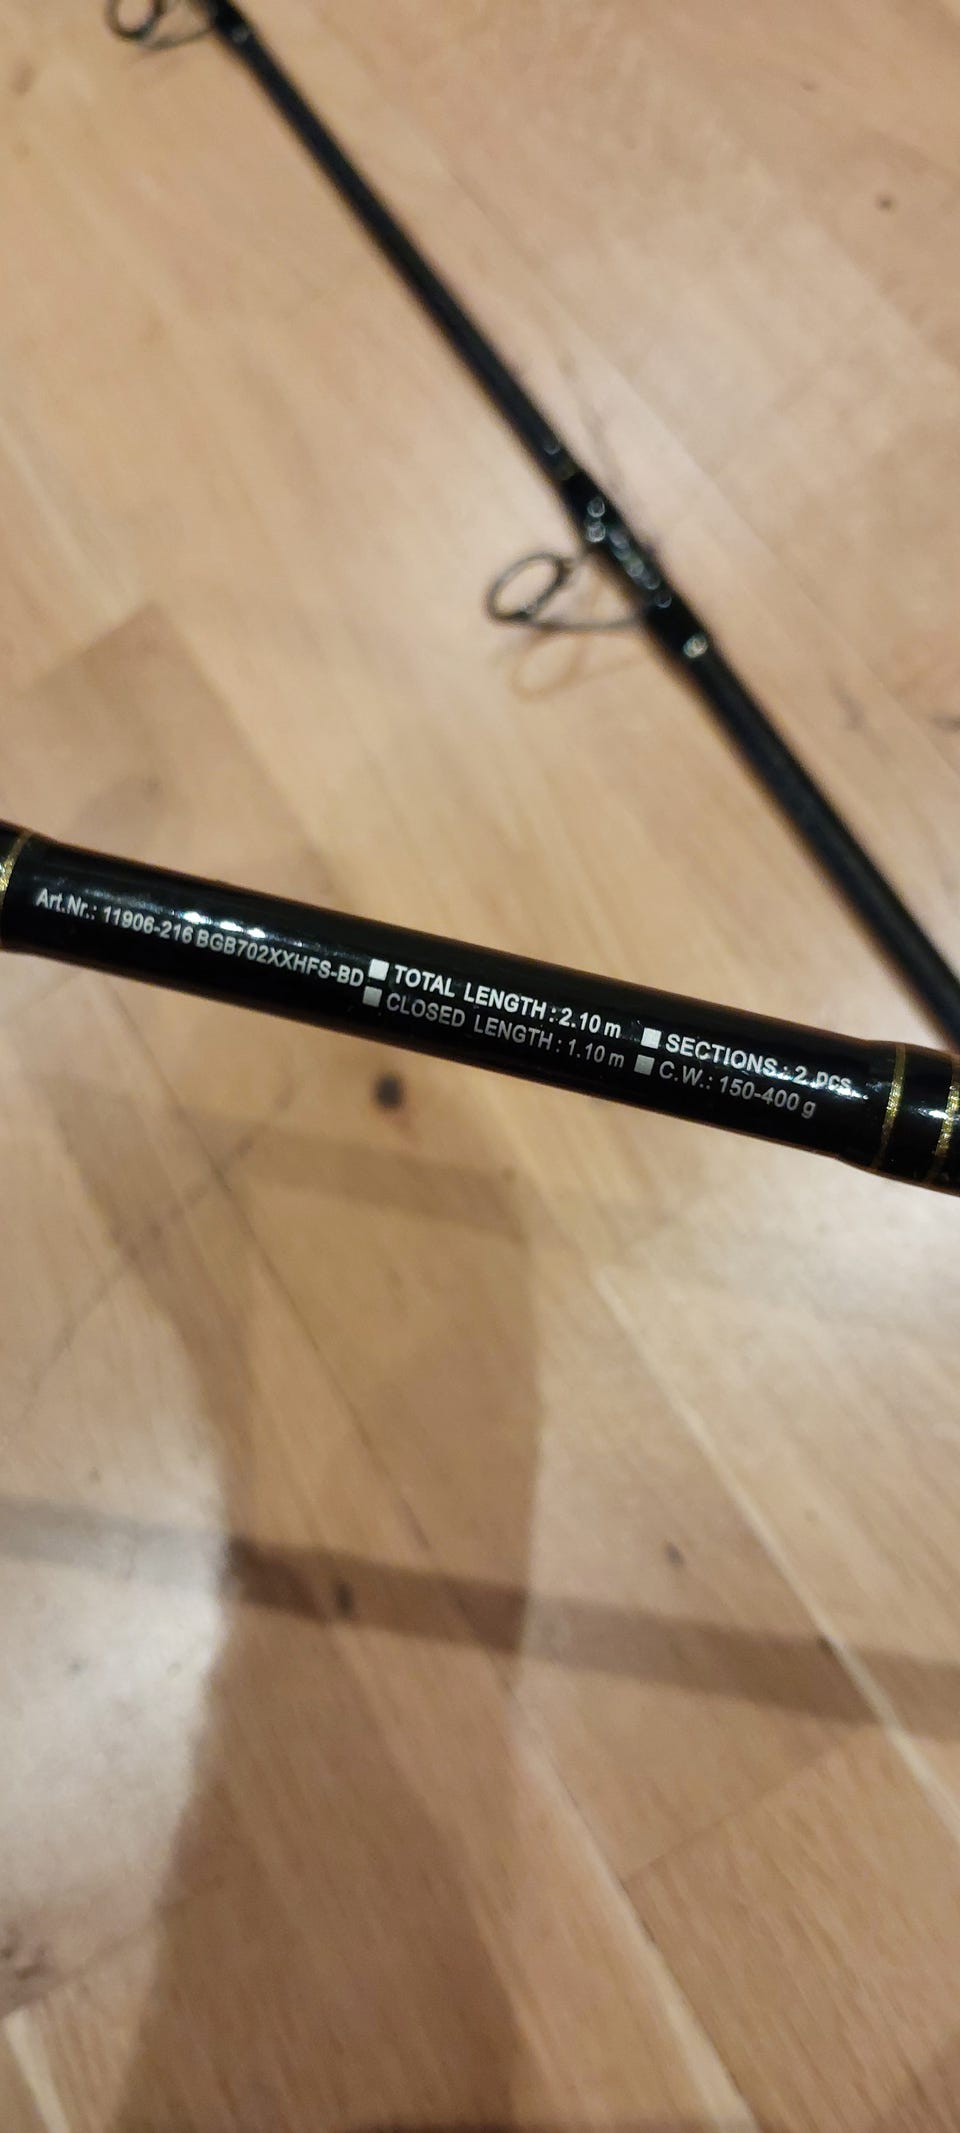 Art.Nr.: 11906-216 BGB702XXHFS-BD
■ TOTAL LENGTH : 2.10 m ■ SECTIONS : 2 pcs
■ CLOSED LENGTH : 1.10 m ■ C.W.: 150-400 g